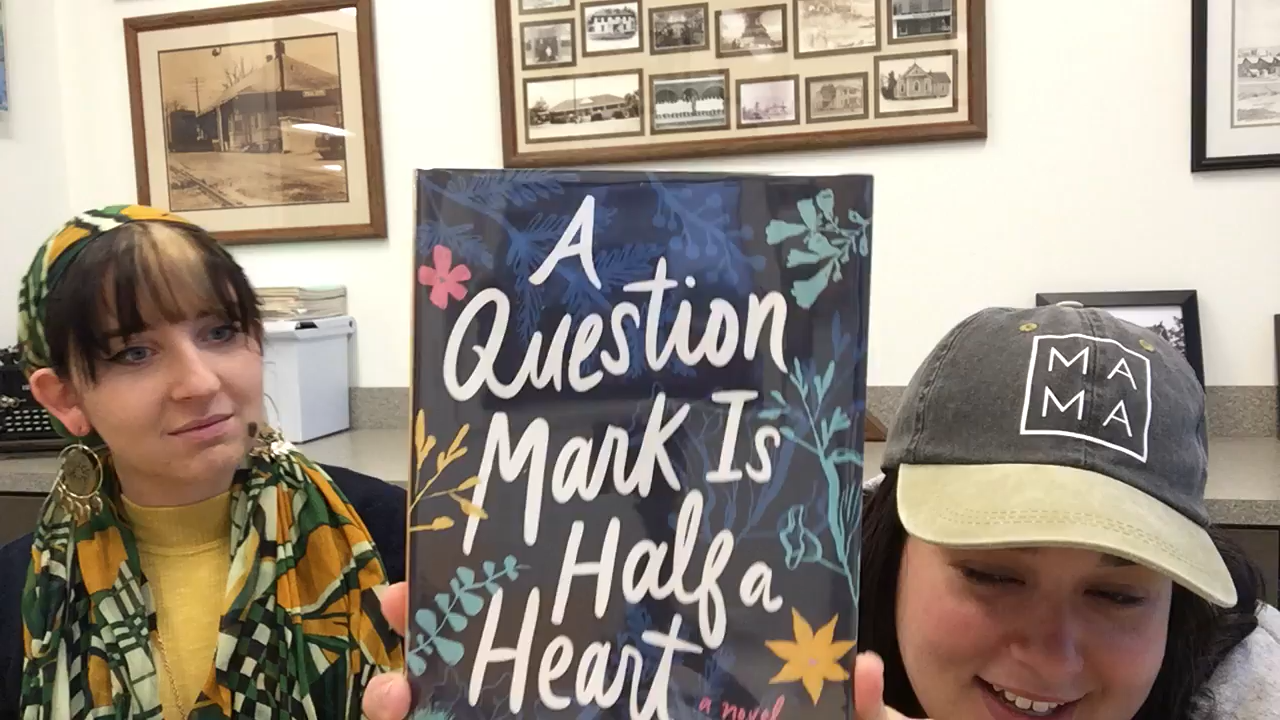 A
Question
Mark Is
Half a
Heart
a novel
MA
MA